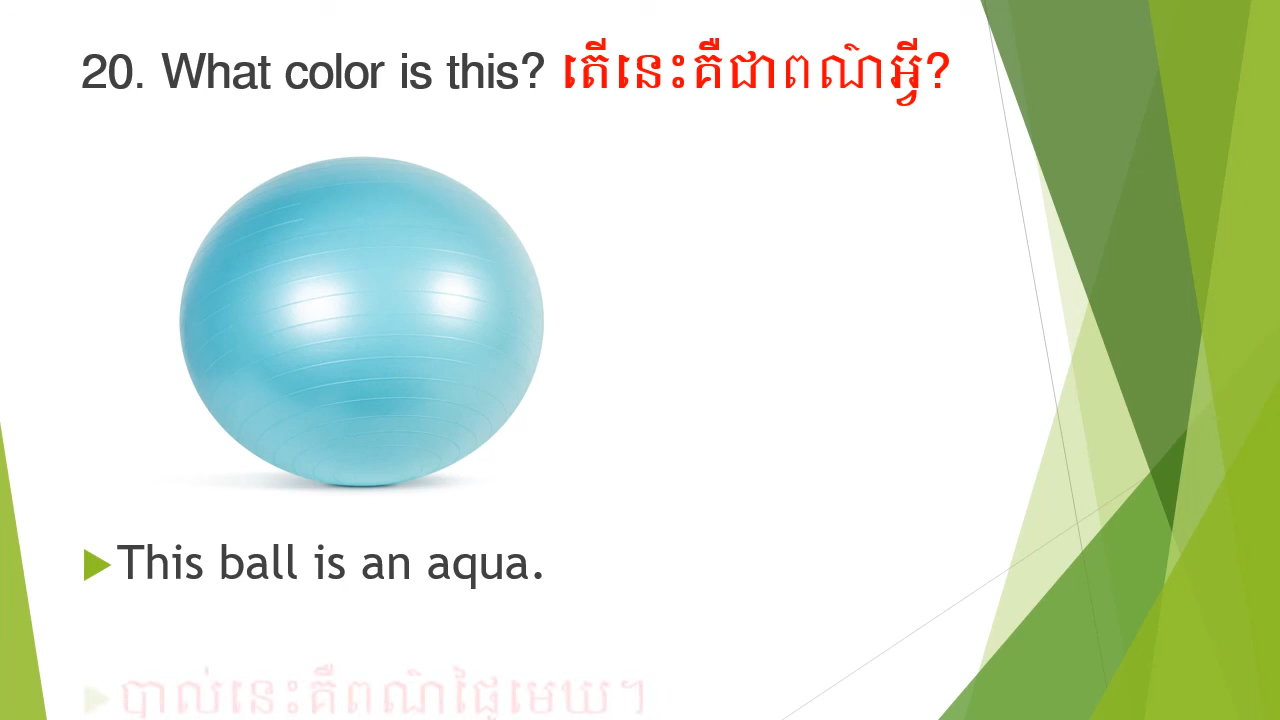 20. What color is this? តើនេះគឺជាពណ៌អ្វី?
This ball is an aqua.
បាល់នេះគឺពណ៌ផ្ទៃមេឃ។